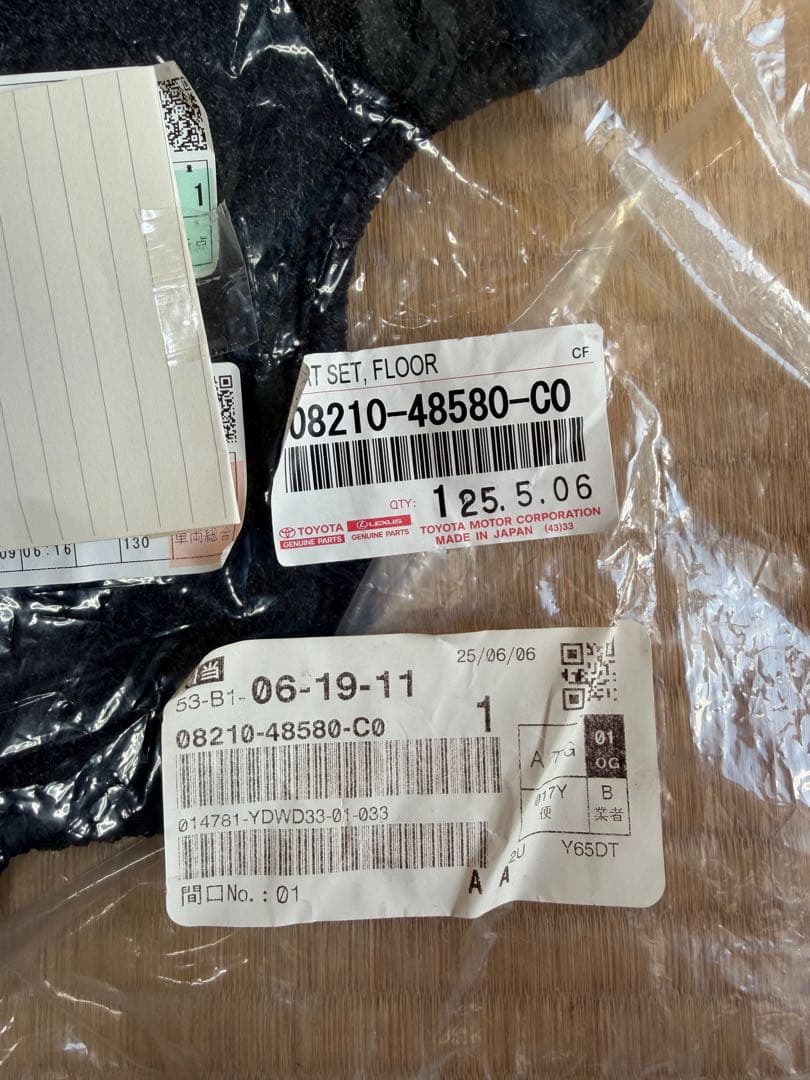 1
06:16
130
車両総合
SET, FLOOR
CF
08210-48580-C0
QTY: 1 25.5.06
TOYOTA
GENUINE PARTS
LEXUS
GENUINE PARTS
TOYOTA MOTOR CORPORATION
MADE IN JAPAN (43)33
当
25/06/06
53-B1-06-19-11
08210-48580-C0
1
01
OG
014781-YDWD33-01-033
017Y
便
B
業者
2U
Y65DT
間口No.:01
A A